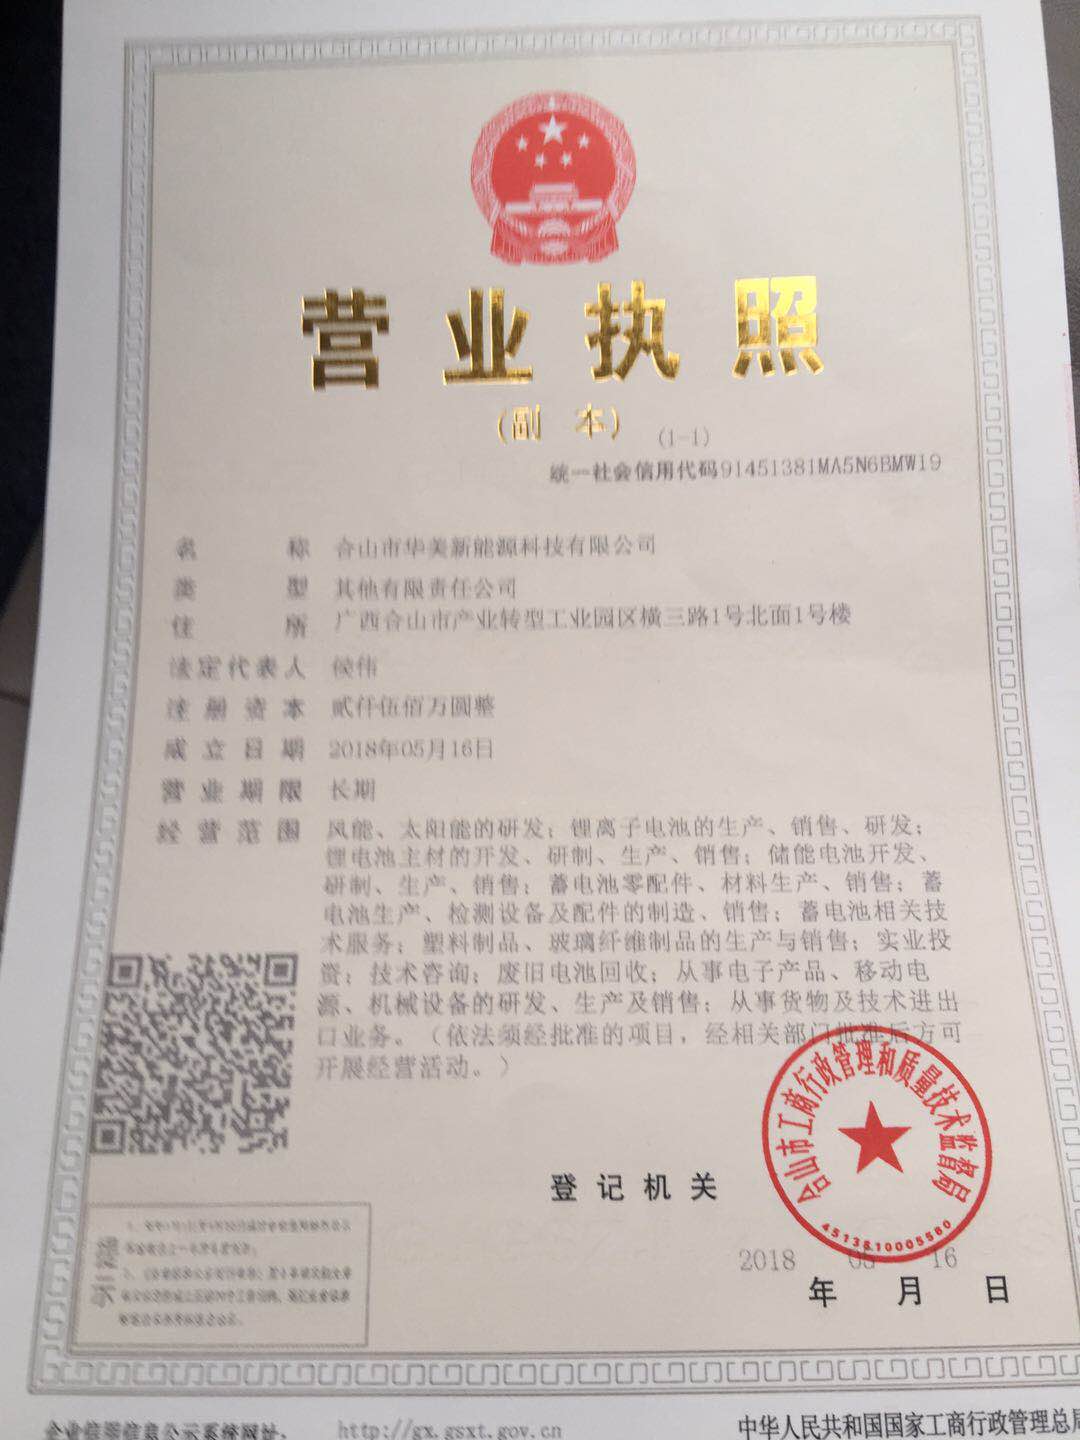 营业执照
(副 本) (1-1)
统一社会信用代码91451381MA5N6BMW19
名 称 合山市华美新能源科技有限公司
类 型 其他有限责任公司
住 所 广西合山市产业转型工业园区横三路1号北面1号楼
法定代表人 侯伟
注册资本 贰仟伍佰万圆整
成立日期 2018年05月16日
营业期限 长期
经营范围 风能、太阳能的研发；锂离子电池的生产、销售、研发；
锂电池主材的开发、研制、生产、销售；储能电池开发、
研制、生产、销售；蓄电池零配件、材料生产、销售；蓄
电池生产、检测设备及配件的制造、销售；蓄电池相关技
术服务；塑料制品、玻璃纤维制品的生产与销售；实业投
资；技术咨询；废旧电池回收；从事电子产品、移动电
源、机械设备的研发、生产及销售；从事货物及技术进出
口业务。（依法须经批准的项目，经相关部门批准后方可
开展经营活动。）
合山市工商行政管理和质量技术监督局
登记机关
2018 05 16
年 月 日
企业信用信息公示系统网址: http://gx.gsxt.gov.cn
中华人民共和国国家工商行政管理总局